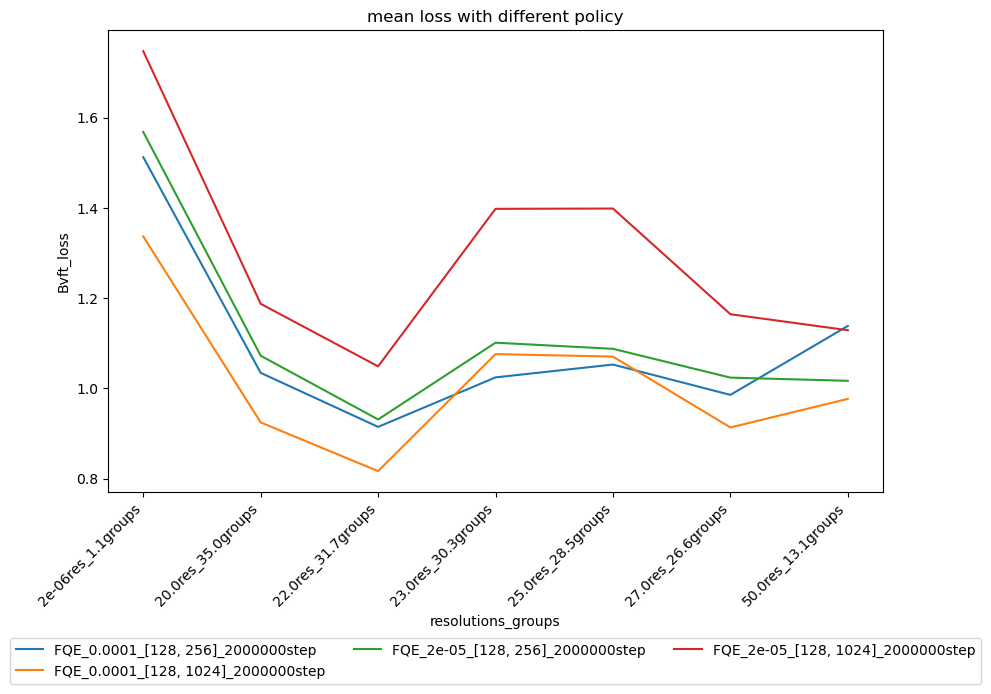 mean loss with different policy
Bvft_loss
1.6
1.4
1.2
1.0
0.8
2e-06res_1.1groups
20.0res_35.0groups
22.0res_31.7groups
23.0res_30.3groups
25.0res_28.5groups
27.0res_26.6groups
50.0res_13.1groups
resolutions_groups
FQE_0.0001_[128, 256]_2000000step
FQE_0.0001_[128, 1024]_2000000step
FQE_2e-05_[128, 256]_2000000step
FQE_2e-05_[128, 1024]_2000000step